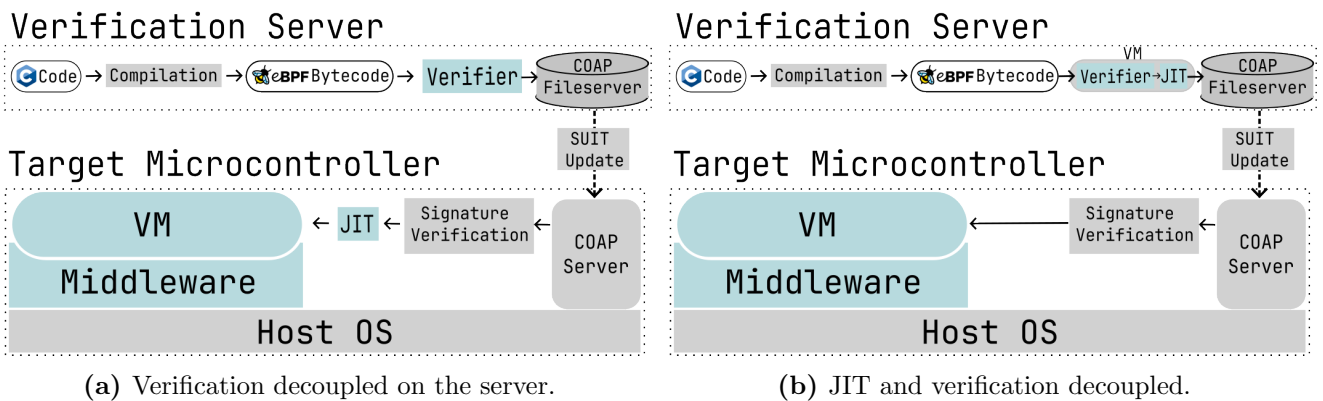 Verification Server
C Code → Compilation → eBPF Bytecode → Verifier → COAP
Fileserver
SUIT
Update
Target Microcontroller
VM ← JIT ← Signature
Verification ← COAP
Server
Middleware
Host OS
(a) Verification decoupled on the server.
Verification Server
VM
C Code → Compilation → eBPF Bytecode → Verifier→JIT → COAP
Fileserver
SUIT
Update
Target Microcontroller
VM ← Signature
Verification ← COAP
Server
Middleware
Host OS
(b) JIT and verification decoupled.